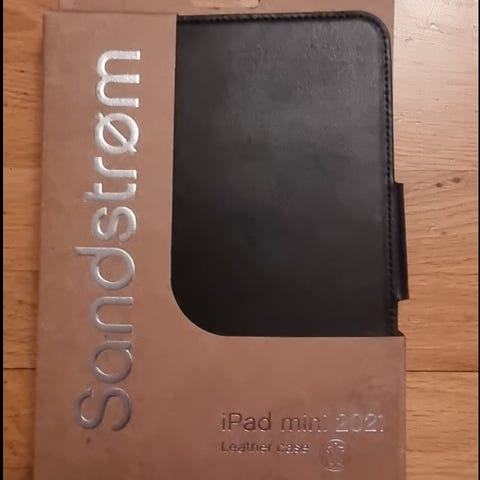 Sandstrøm
iPad mini 2021
Leather case